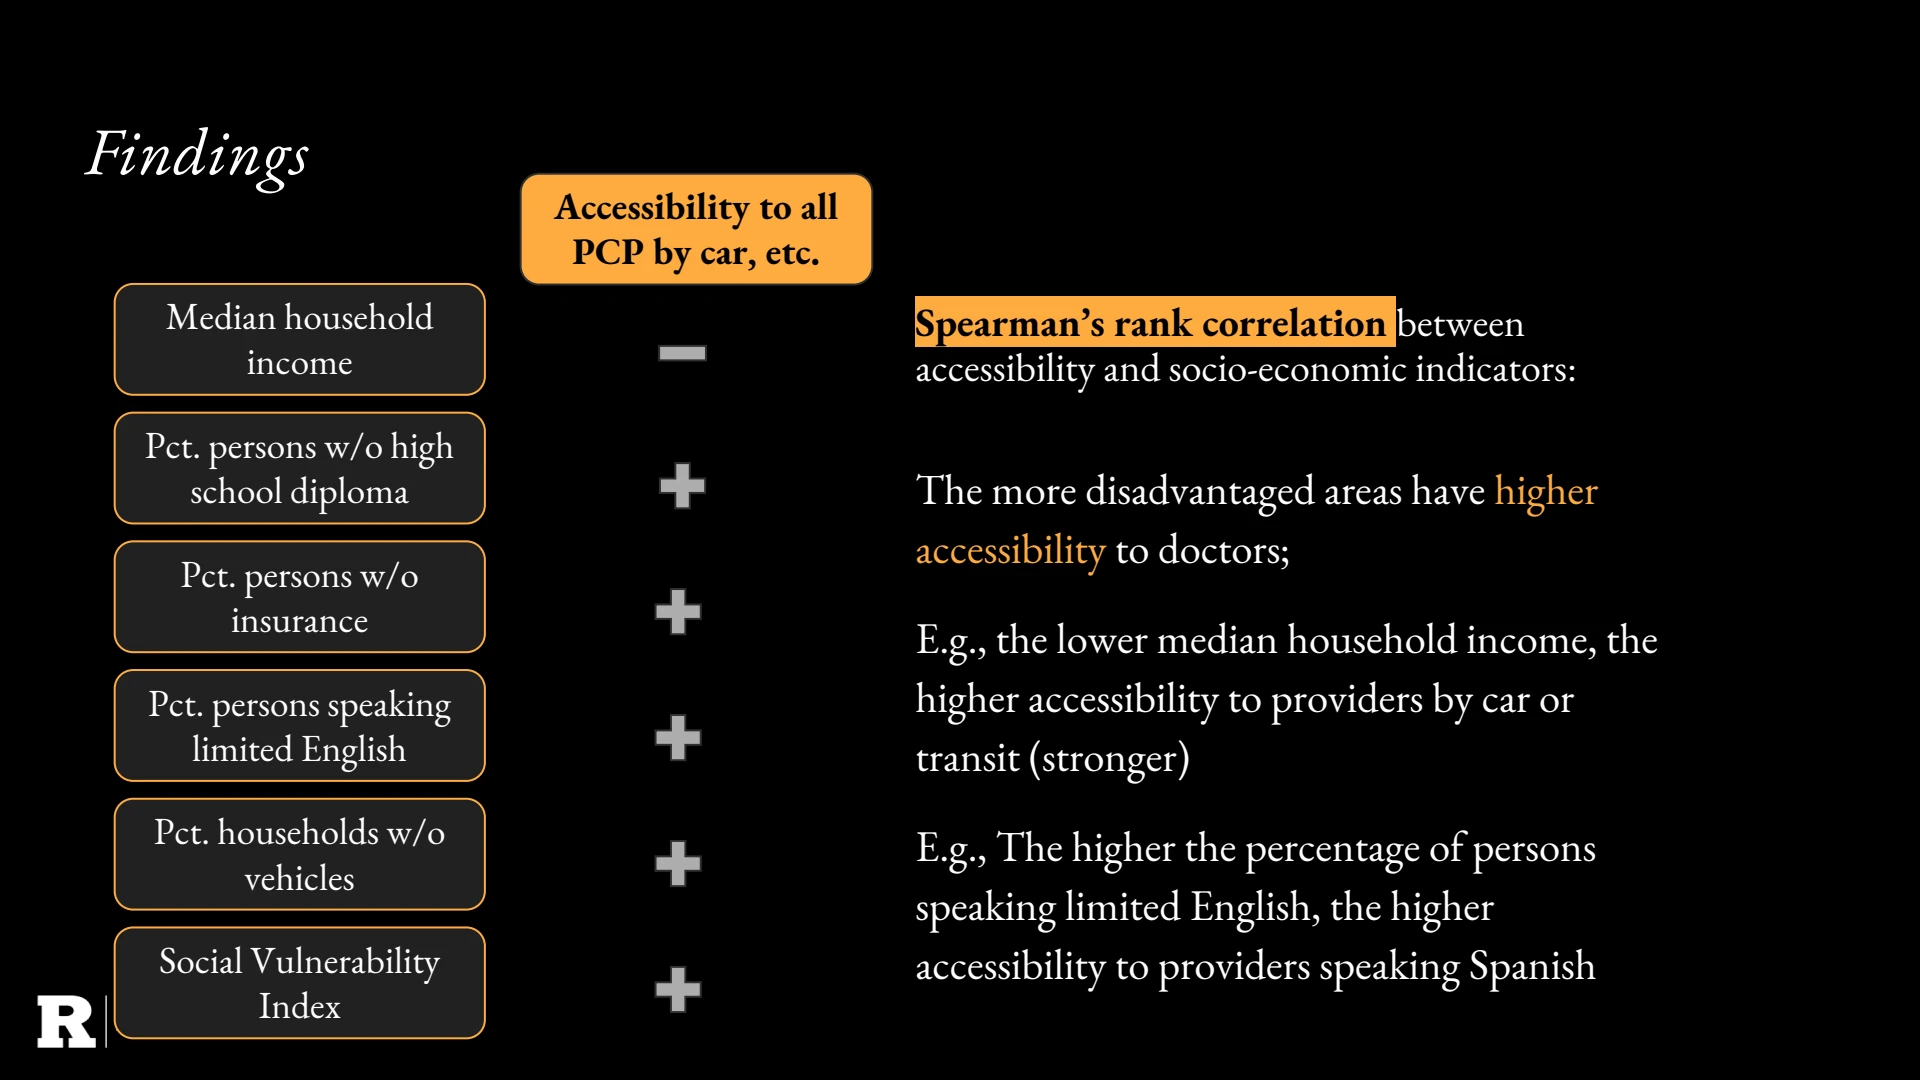 Findings
Accessibility to all
PCP by car, etc.
Median household
income
Pct. persons w/o high
school diploma
Pct. persons w/o
insurance
Pct. persons speaking
limited English
Pct. households w/o
vehicles
Social Vulnerability
Index
Spearman’s rank correlation between
accessibility and socio-economic indicators:
The more disadvantaged areas have higher
accessibility to doctors;
E.g., the lower median household income, the
higher accessibility to providers by car or
transit (stronger)
E.g., The higher the percentage of persons
speaking limited English, the higher
accessibility to providers speaking Spanish
R